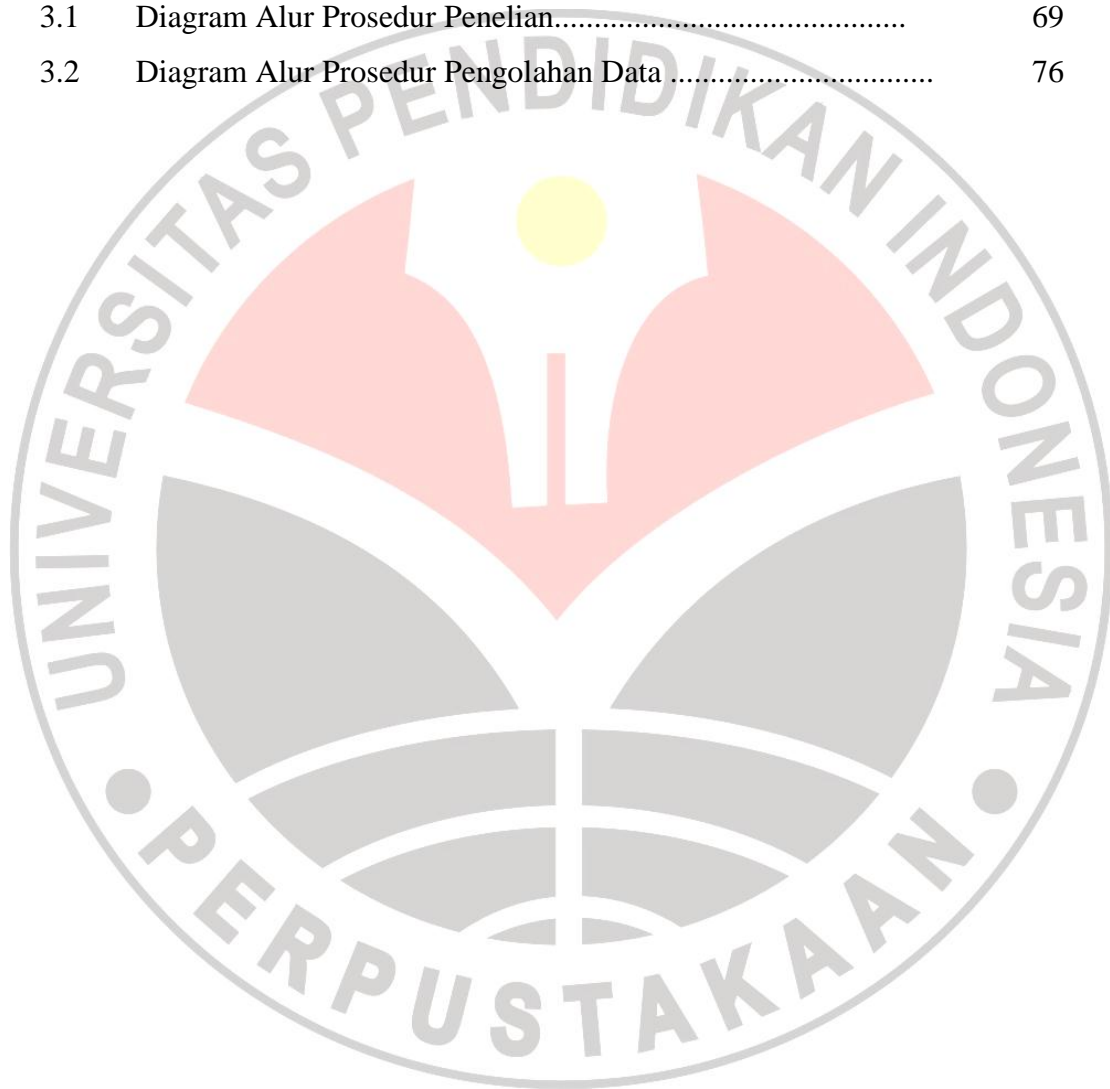 3.1 Diagram Alur Prosedur Penelian............................................ 69
3.2 Diagram Alur Prosedur Pengolahan Data ................................. 76
UNIVERSITAS PENDIDIKAN INDONESIA
PERPUSTAKAAN